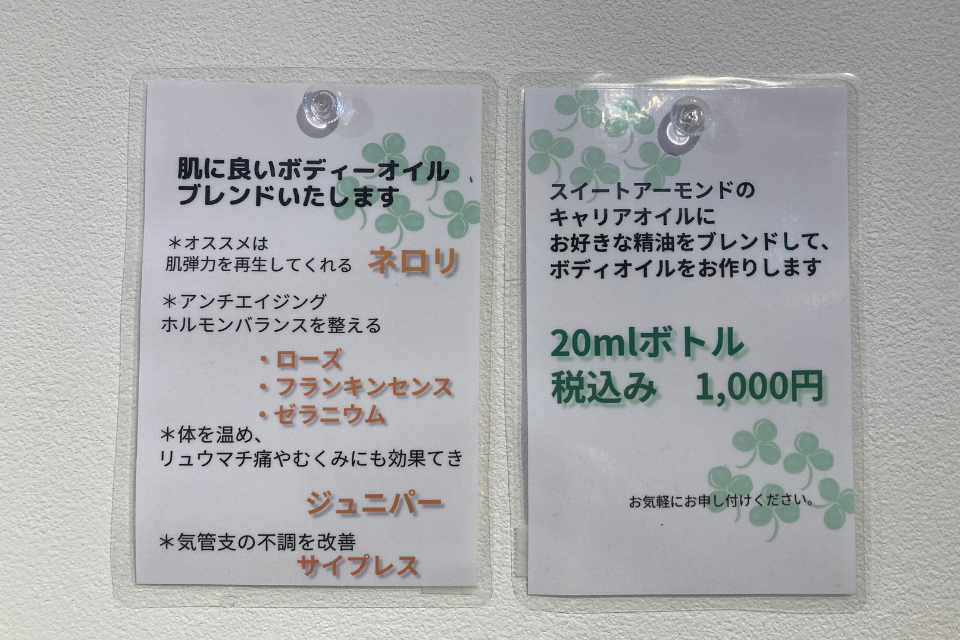 肌に良いボディーオイル
ブレンドいたします
＊オススメは
肌弾力を再生してくれる ネロリ
＊アンチエイジング
ホルモンバランスを整える
・ローズ
・フランキンセンス
・ゼラニウム
＊体を温め、
リュウマチ痛やむくみにも効果てき
ジュニパー
＊気管支の不調を改善
サイプレス
スイートアーモンドの
キャリアオイルに
お好きな精油をブレンドして、
ボディオイルをお作りします
20mlボトル
税込み 1,000円
お気軽にお申し付けください。